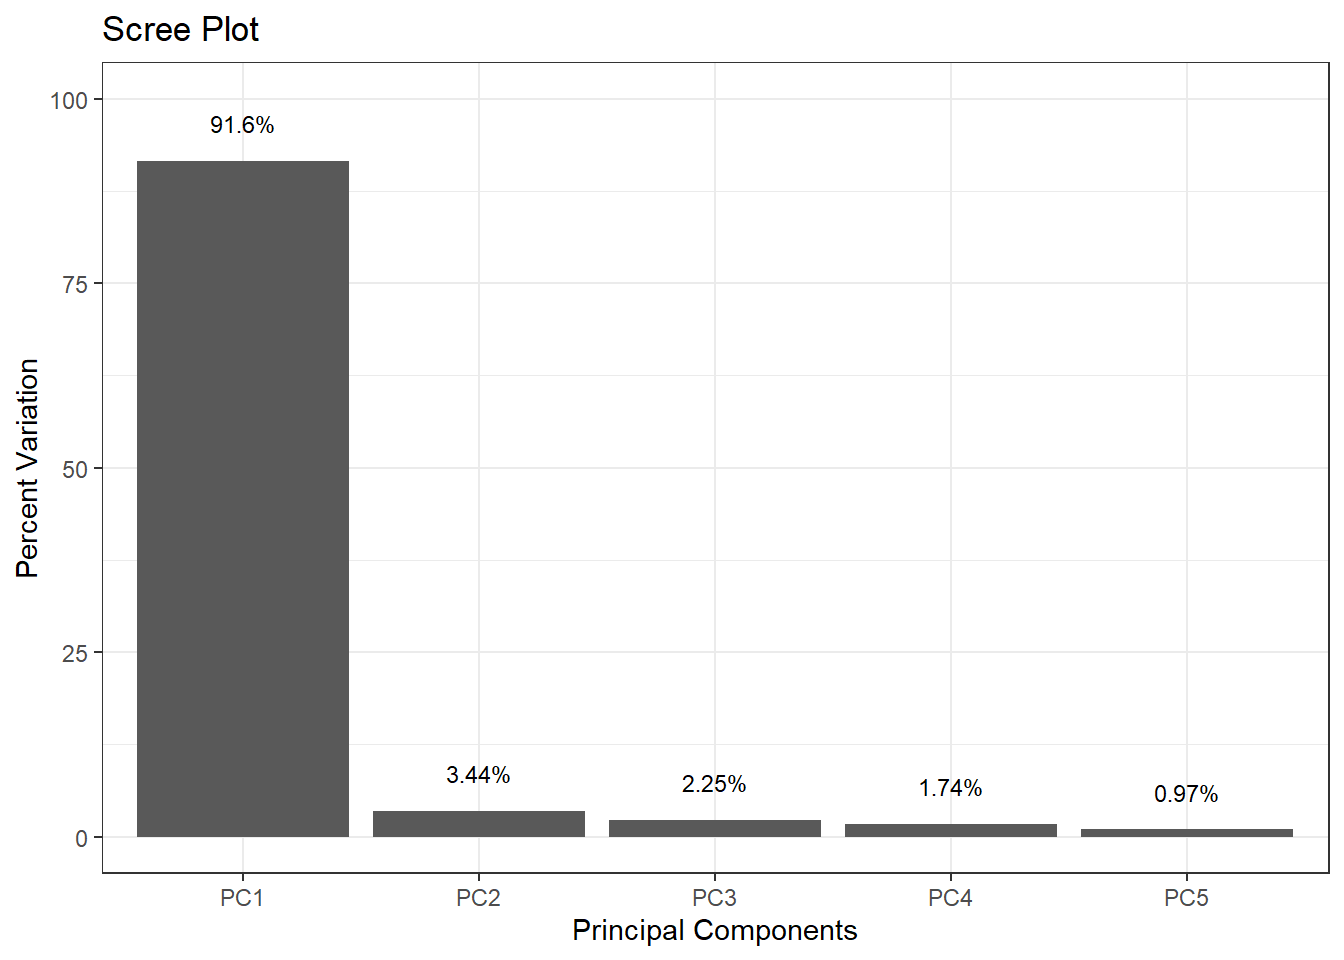 Scree Plot
100
91.6%
75
Percent Variation
50
25
3.44%
2.25%
1.74%
0.97%
0
PC1 PC2 PC3 PC4 PC5
Principal Components